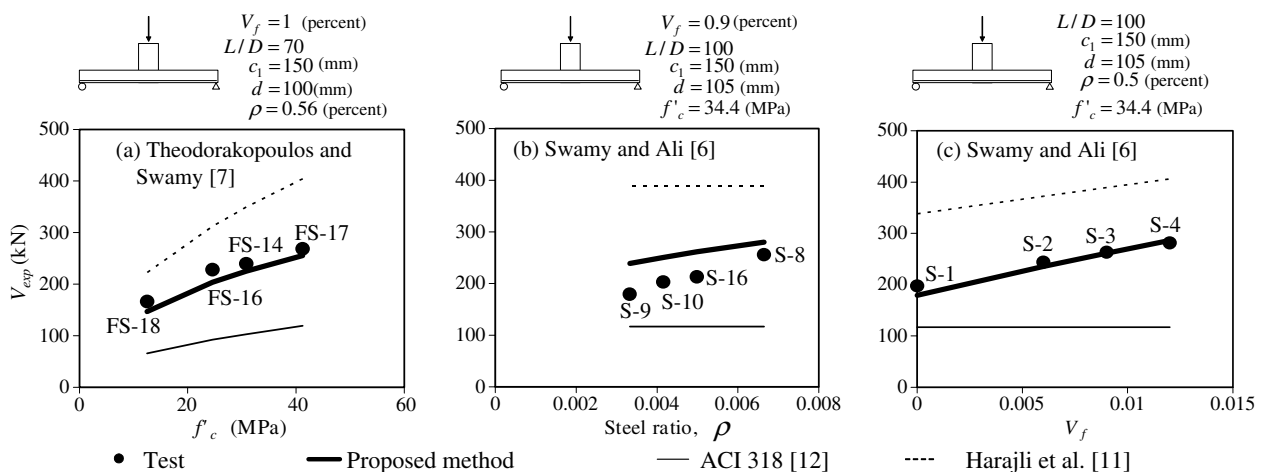 V_f = 1 (percent)
L/D = 70
c_1 = 150 (mm)
d = 100(mm)
ρ = 0.56 (percent)
V_f = 0.9 (percent)
L/D = 100
c_1 = 150 (mm)
d = 105 (mm)
f'_c = 34.4 (MPa)
L/D = 100
c_1 = 150 (mm)
d = 105 (mm)
ρ = 0.5 (percent)
f'_c = 34.4 (MPa)
V_exp (kN)
500
400
300
200
100
0
(a) Theodorakopoulos and
Swamy [7]
FS-18
FS-16
FS-14
FS-17
0 20 40 60
f'_c (MPa)
500
400
300
200
100
0
(b) Swamy and Ali [6]
S-9
S-10
S-16
S-8
0 0.002 0.004 0.006 0.008
Steel ratio, ρ
500
400
300
200
100
0
(c) Swamy and Ali [6]
S-1
S-2
S-3
S-4
0 0.005 0.010 0.015
V_f
Test Proposed method ACI 318 [12] Harajli et al. [11]